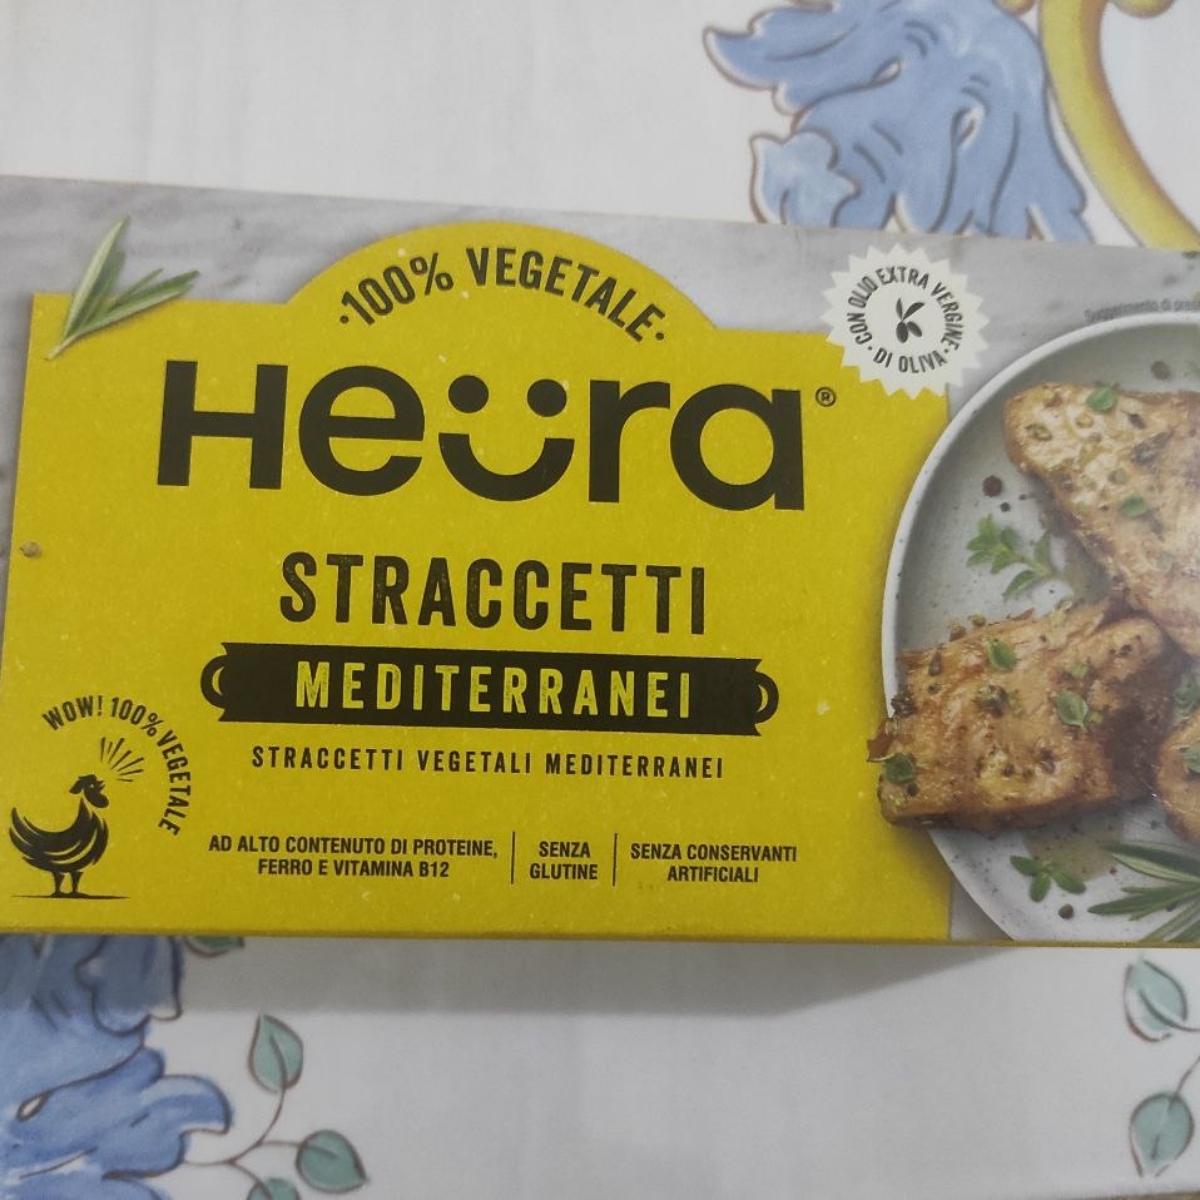 ·100% VEGETALE·
CON OLIO EXTRA VERGINE
· DI OLIVA ·
Heüra®
STRACCETTI
MEDITERRANEI
STRACCETTI VEGETALI MEDITERRANEI
WOW! 100% VEGETALE
AD ALTO CONTENUTO DI PROTEINE,
FERRO E VITAMINA B12
SENZA
GLUTINE
SENZA CONSERVANTI
ARTIFICIALI